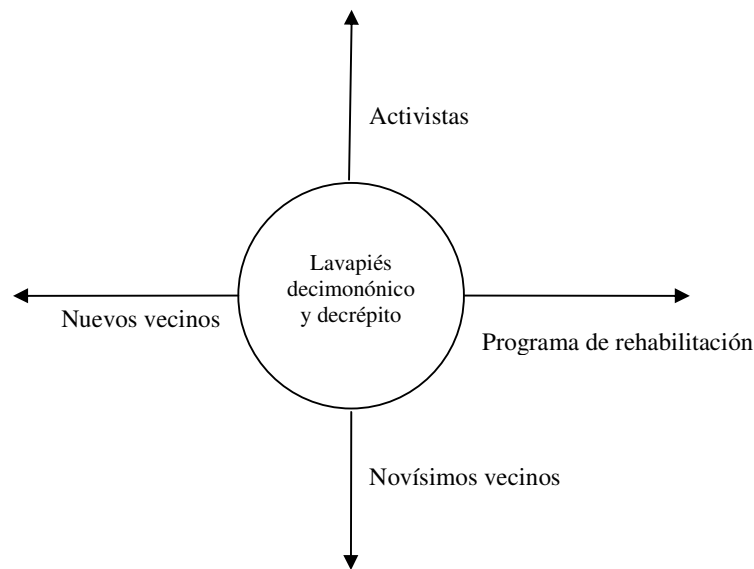 Activistas
Lavapiés
decimonónico
y decrépito
Nuevos vecinos
Programa de rehabilitación
Novísimos vecinos